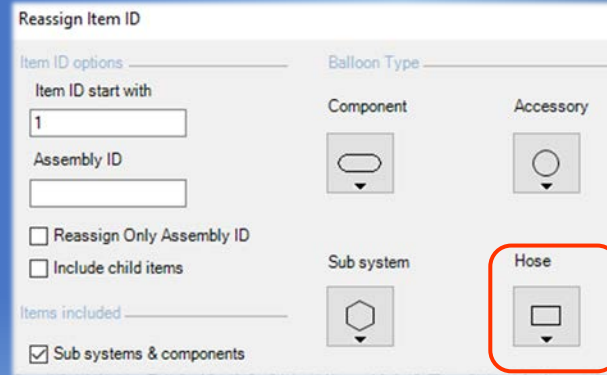 Reassign Item ID
Item ID options
Item ID start with
1
Assembly ID
Reassign Only Assembly ID
Include child items
Items included
Sub systems & components
Balloon Type
Component
Accessory
Sub system
Hose